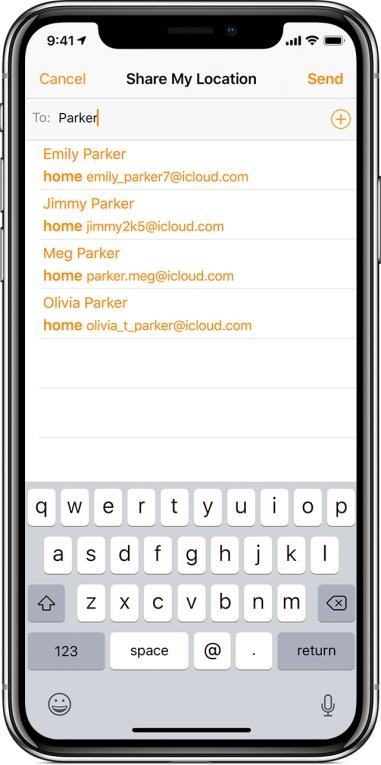 9:41
Cancel Share My Location Send
To: Parker
Emily Parker
home emily_parker7@icloud.com
Jimmy Parker
home jimmy2k5@icloud.com
Meg Parker
home parker.meg@icloud.com
Olivia Parker
home olivia_t_parker@icloud.com
q w e r t y u i o p
a s d f g h j k l
z x c v b n m
123 space @ . return